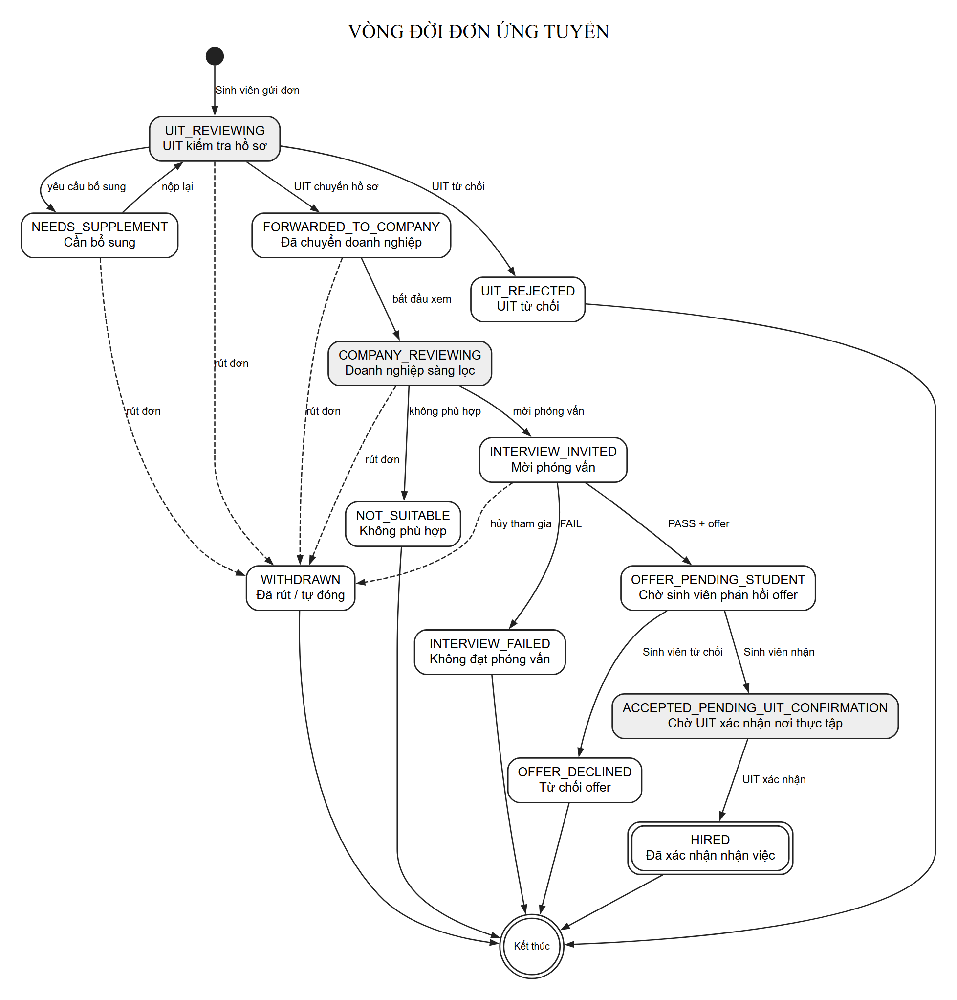 VÒNG ĐỜI ĐƠN ỨNG TUYỂN
Sinh viên gửi đơn
UIT_REVIEWING
UIT kiểm tra hồ sơ
yêu cầu bổ sung
nộp lại
UIT chuyển hồ sơ
UIT từ chối
NEEDS_SUPPLEMENT
Cần bổ sung
FORWARDED_TO_COMPANY
Đã chuyển doanh nghiệp
UIT_REJECTED
UIT từ chối
bắt đầu xem
COMPANY_REVIEWING
Doanh nghiệp sàng lọc
rút đơn
rút đơn
rút đơn
không phù hợp
mời phỏng vấn
INTERVIEW_INVITED
Mời phỏng vấn
rút đơn
NOT_SUITABLE
Không phù hợp
hủy tham gia
FAIL
PASS + offer
WITHDRAWN
Đã rút / tự đóng
OFFER_PENDING_STUDENT
Chờ sinh viên phản hồi offer
INTERVIEW_FAILED
Không đạt phỏng vấn
Sinh viên từ chối
Sinh viên nhận
ACCEPTED_PENDING_UIT_CONFIRMATION
Chờ UIT xác nhận nơi thực tập
OFFER_DECLINED
Từ chối offer
UIT xác nhận
HIRED
Đã xác nhận nhận việc
Kết thúc